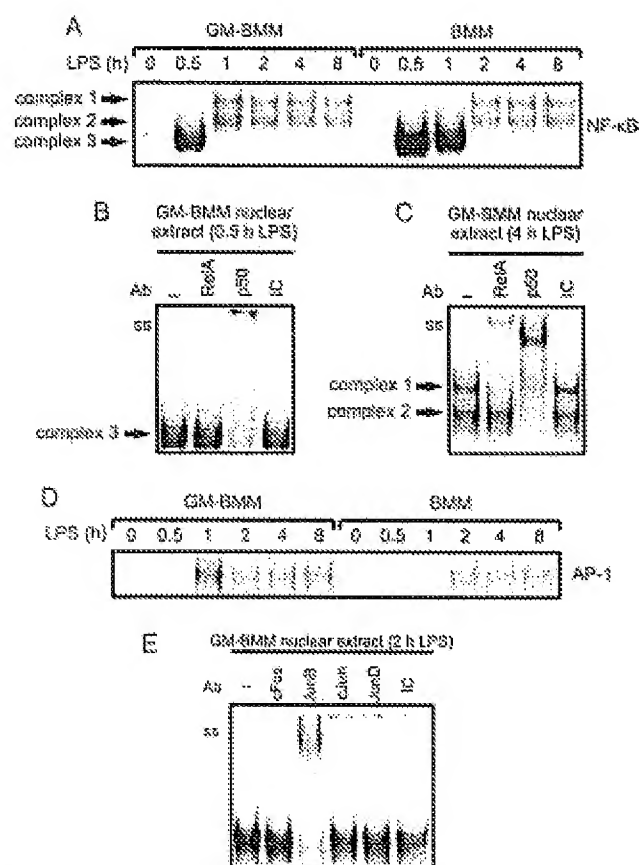 A
GM-BMM BMM
LPS (h) 0 0.5 1 2 4 8 0 0.5 1 2 4 8
complex 1
complex 2
complex 3
NF-κB
B
GM-BMM nuclear
extract (0.5 h LPS)
Ab – RelA p50 IC
ss
complex 3
C
GM-BMM nuclear
extract (4 h LPS)
Ab – RelA p50 IC
ss
complex 1
complex 2
D
GM-BMM BMM
LPS (h) 0 0.5 1 2 4 8 0 0.5 1 2 4 8
AP-1
E
GM-BMM nuclear extract (2 h LPS)
Ab – cFos JunB cJun JunD IC
ss